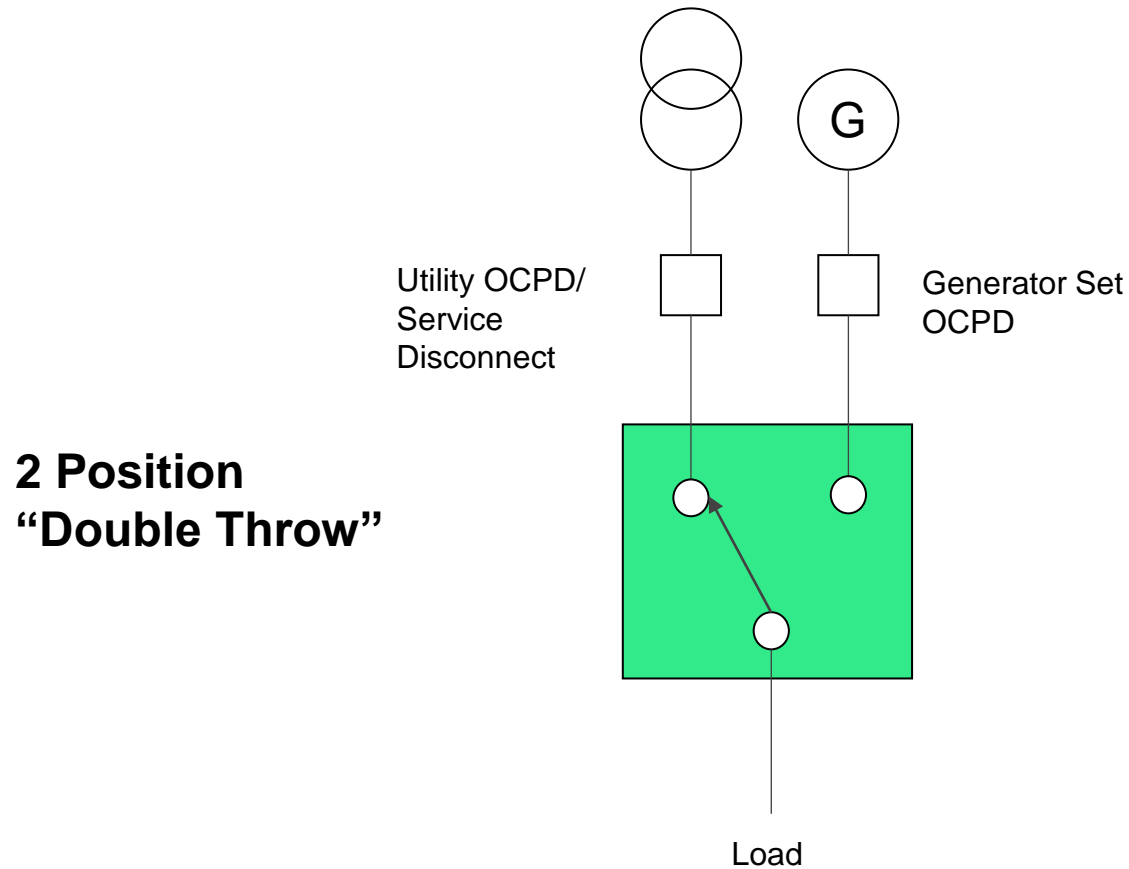 G
Utility OCPD/
Service
Disconnect
Generator Set
OCPD
2 Position
“Double Throw”
Load